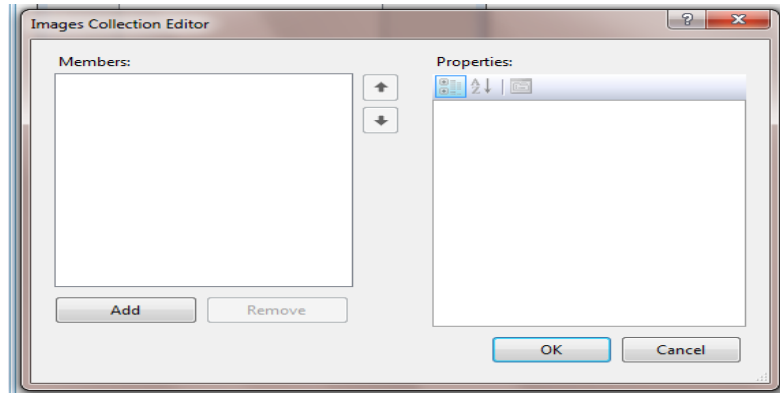 Images Collection Editor
Members:
Properties:
Add
Remove
OK
Cancel